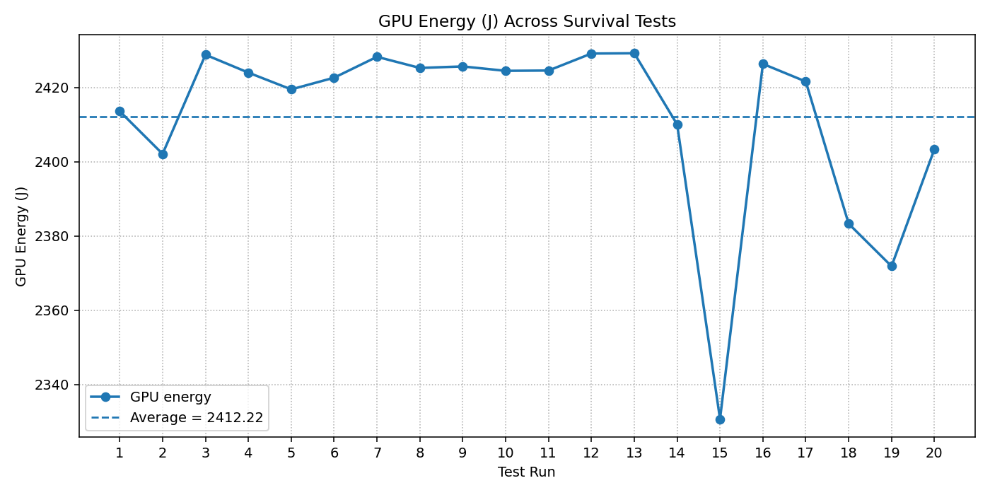 GPU Energy (J) Across Survival Tests
GPU Energy (J)
2420
2400
2380
2360
2340
GPU energy
Average = 2412.22
1 2 3 4 5 6 7 8 9 10 11 12 13 14 15 16 17 18 19 20
Test Run